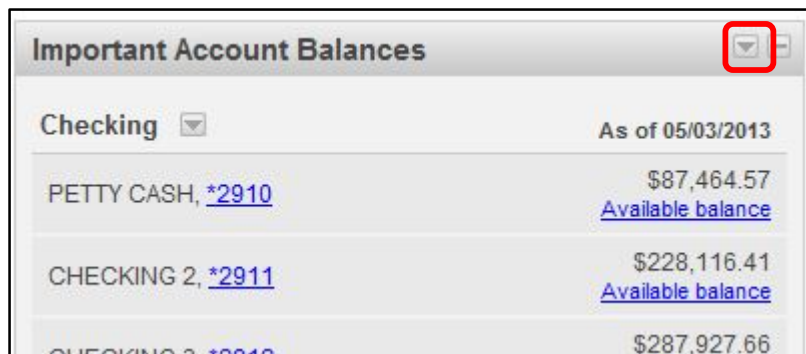 Important Account Balances
Checking As of 05/03/2013
PETTY CASH, *2910 $87,464.57
Available balance
CHECKING 2, *2911 $228,116.41
Available balance
$287,927.66